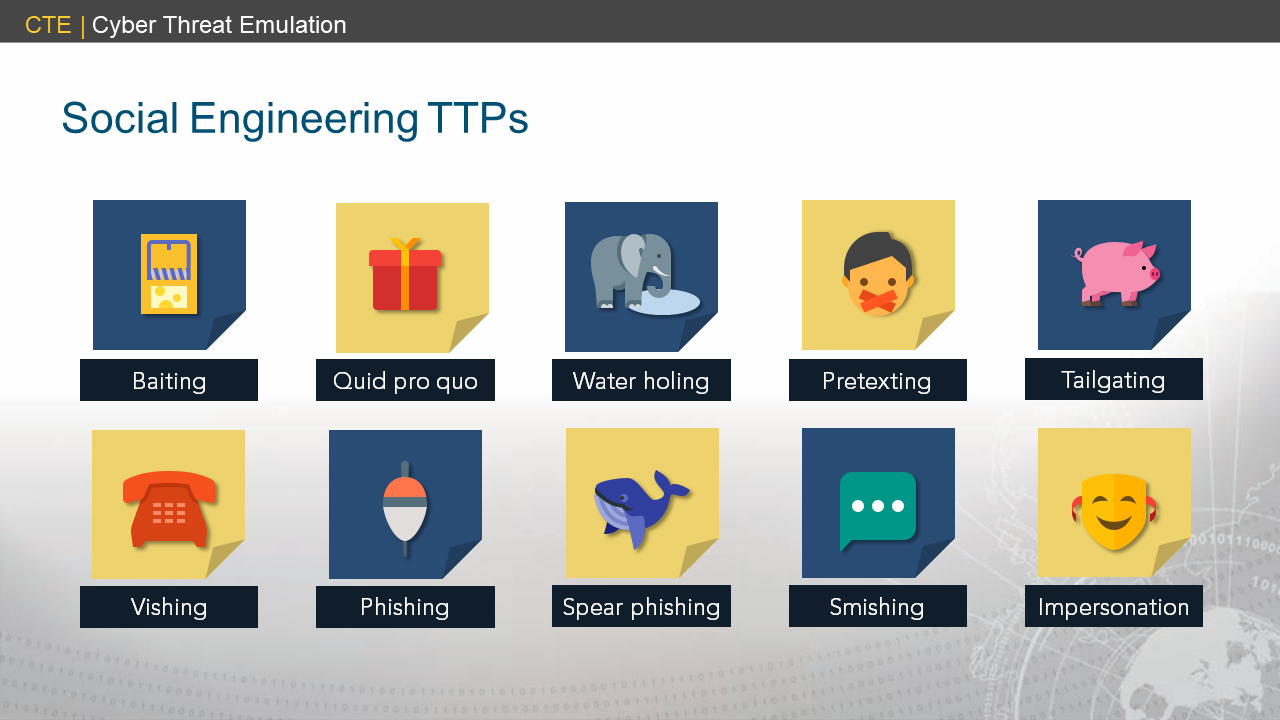 CTE | Cyber Threat Emulation
Social Engineering TTPs
Baiting
Quid pro quo
Water holing
Pretexting
Tailgating
Vishing
Phishing
Spear phishing
Smishing
Impersonation